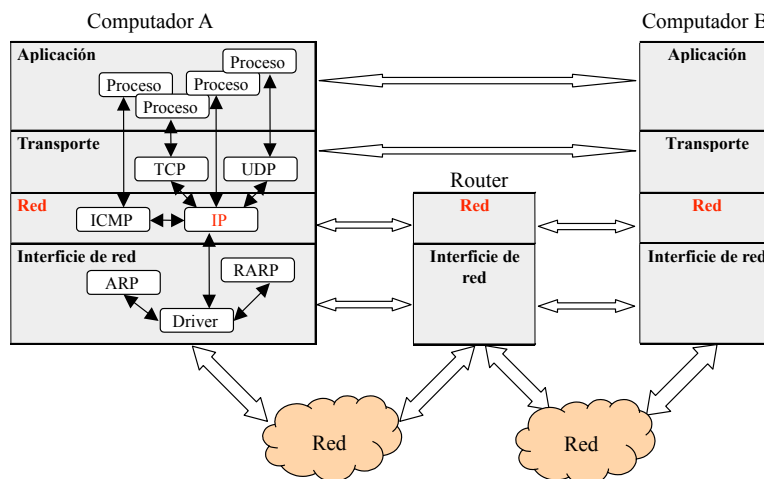 Computador A
Computador B
Aplicación
Aplicación
Proceso
Proceso
Proceso
Proceso
Transporte
Transporte
TCP
UDP
Router
Red
Red
Red
ICMP
IP
Interficie de red
Interficie de
red
Interficie de red
RARP
ARP
Driver
Red
Red